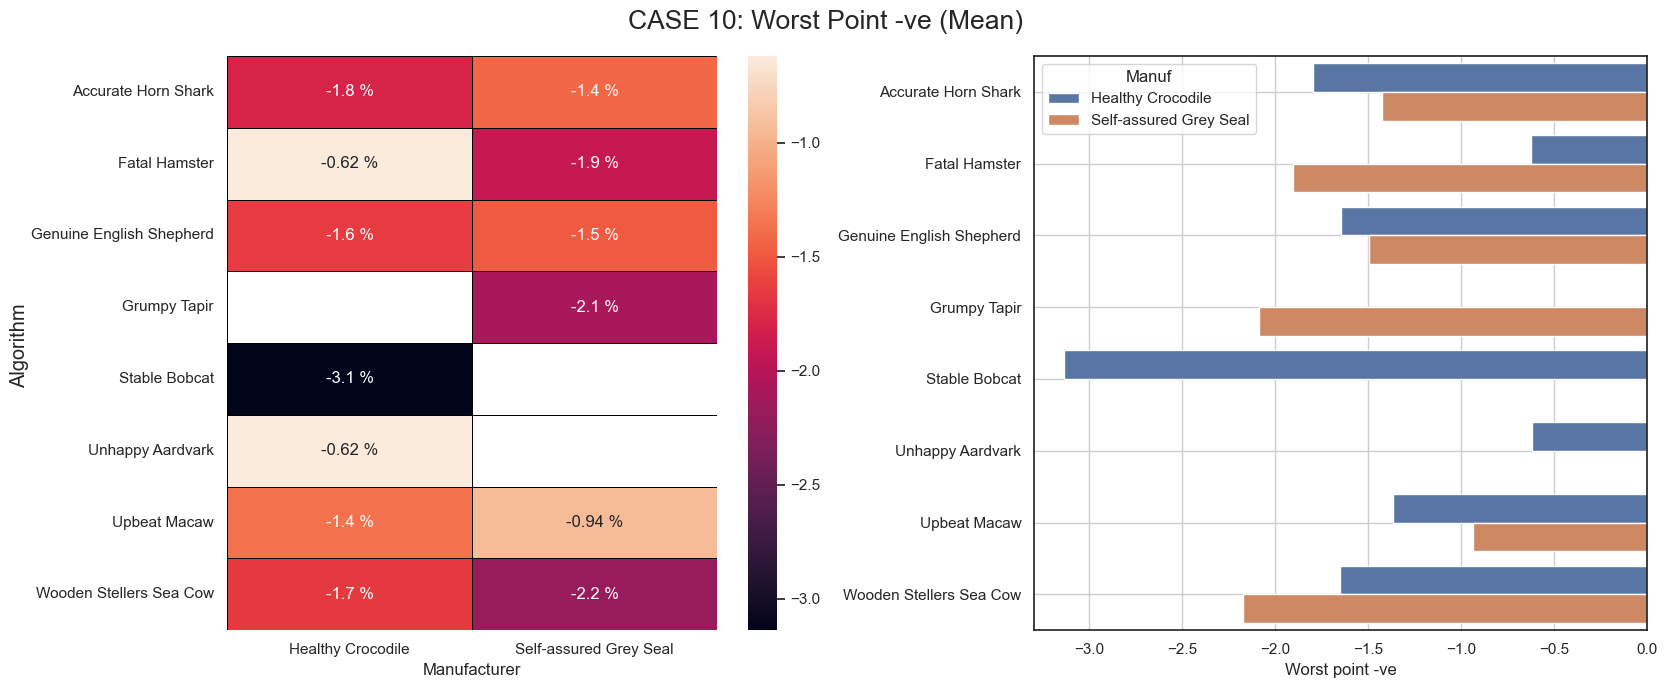 CASE 10: Worst Point -ve (Mean)
Algorithm
Accurate Horn Shark
-1.8 %
-1.4 %
Fatal Hamster
-0.62 %
-1.9 %
Genuine English Shepherd
-1.6 %
-1.5 %
Grumpy Tapir
-2.1 %
Stable Bobcat
-3.1 %
Unhappy Aardvark
-0.62 %
Upbeat Macaw
-1.4 %
-0.94 %
Wooden Stellers Sea Cow
-1.7 %
-2.2 %
Healthy Crocodile
Self-assured Grey Seal
Manufacturer
−1.0
−1.5
−2.0
−2.5
−3.0
Manuf
Healthy Crocodile
Self-assured Grey Seal
Accurate Horn Shark
Fatal Hamster
Genuine English Shepherd
Grumpy Tapir
Stable Bobcat
Unhappy Aardvark
Upbeat Macaw
Wooden Stellers Sea Cow
−3.0
−2.5
−2.0
−1.5
−1.0
−0.5
0.0
Worst point -ve